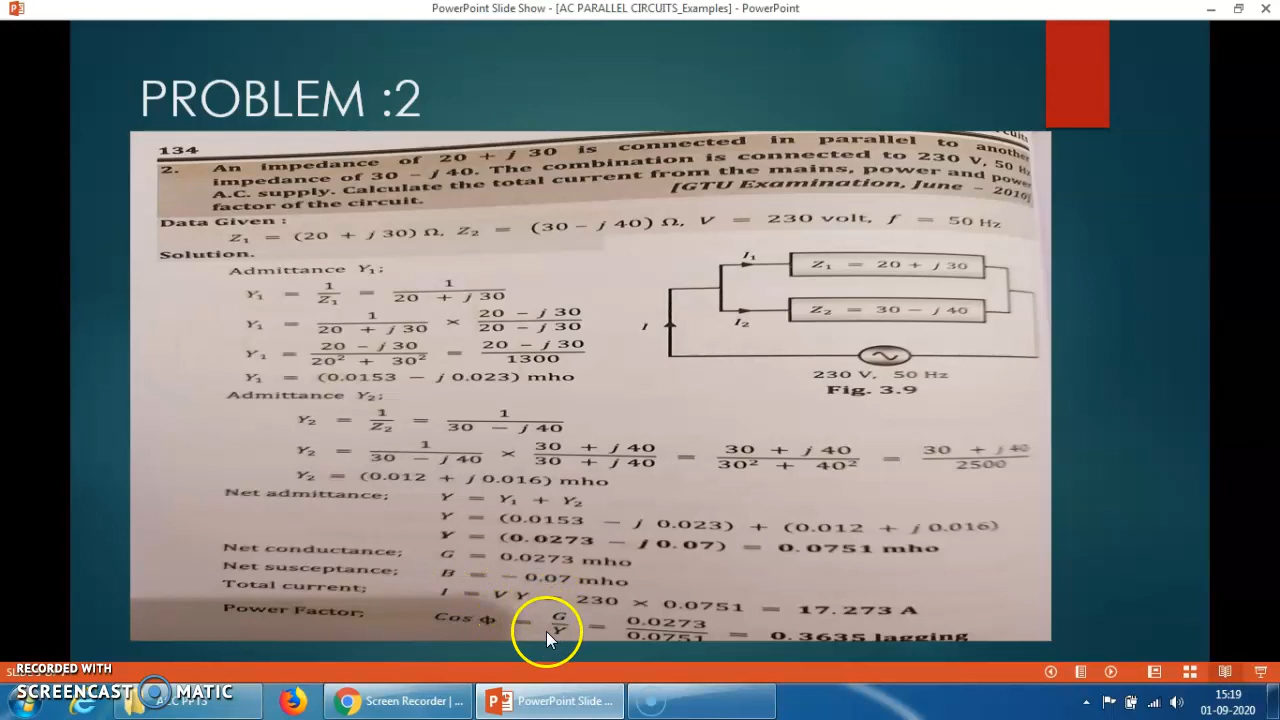 PowerPoint Slide Show - [AC PARALLEL CIRCUITS_Examples] - PowerPoint
PROBLEM :2
134
2. An impedance of 20 + j 30 is connected in parallel to another
impedance of 30 – j 40. The combination is connected to 230 V, 50 Hz
A.C. supply. Calculate the total current from the mains, power and power
factor of the circuit.
[GTU Examination, June – 2010]
Data Given :
Z₁ = (20 + j 30) Ω, Z₂ = (30 – j 40) Ω, V = 230 volt, f = 50 Hz
Solution.
Admittance Y₁;
Y₁ = 1/Z₁ = 1/(20 + j 30)
Y₁ = 1/(20 + j 30) × (20 – j 30)/(20 – j 30)
Y₁ = (20 – j 30)/(20² + 30²) = (20 – j 30)/1300
Y₁ = (0.0153 – j 0.023) mho
I₁
Z₁ = 20 + j 30
I₂
Z₂ = 30 – j 40
I
230 V, 50 Hz
Fig. 3.9
Admittance Y₂;
Y₂ = 1/Z₂ = 1/(30 – j 40)
Y₂ = 1/(30 – j 40) × (30 + j 40)/(30 + j 40) = (30 + j 40)/(30² + 40²) = (30 + j 40)/2500
Y₂ = (0.012 + j 0.016) mho
Net admittance; Y = Y₁ + Y₂
Y = (0.0153 – j 0.023) + (0.012 + j 0.016)
Y = (0.0273 – j 0.07) = 0.0751 mho
Net conductance; G = 0.0273 mho
Net susceptance; B = – 0.07 mho
Total current; I = V Y 230 × 0.0751 = 17.273 A
Power Factor; Cos Φ = G/Y = 0.0273/0.0751 = 0.3635 lagging
RECORDED WITH
SCREENCAST MATIC
Screen Recorder | ...
PowerPoint Slide ...
15:19
01-09-2020